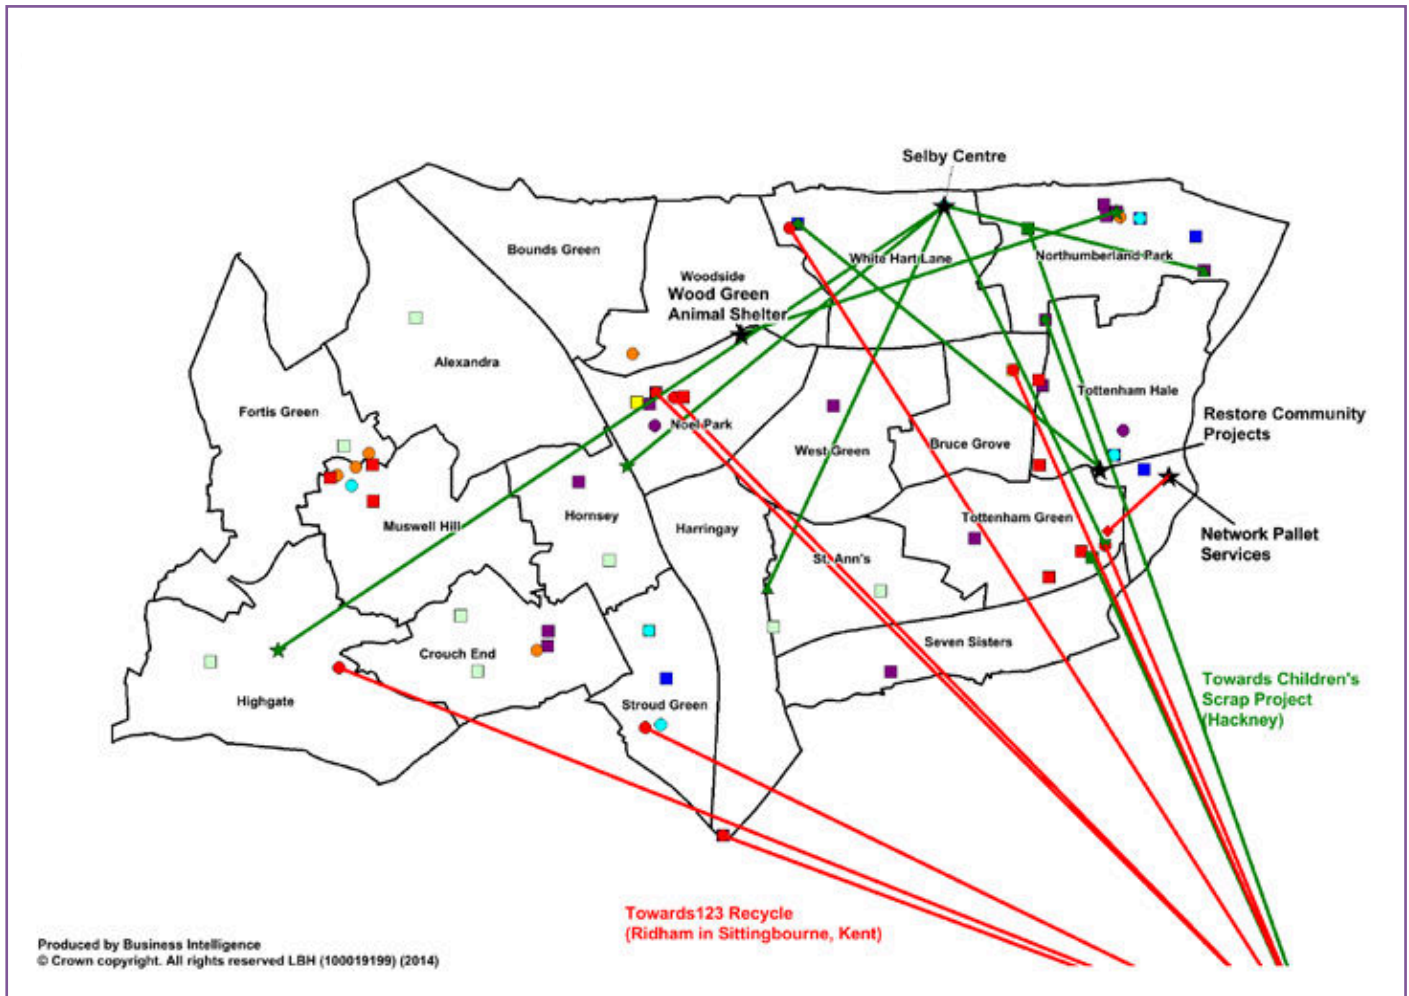 Selby Centre
Bounds Green
White Hart Lane
Northumberland Park
Woodside
Wood Green
Animal Shelter
Alexandra
Fortis Green
Tottenham Hale
Restore Community
Projects
Noel Park
West Green
Bruce Grove
Muswell Hill
Hornsey
Harringay
Tottenham Green
Network Pallet
Services
St. Ann's
Seven Sisters
Crouch End
Highgate
Stroud Green
Towards Children's
Scrap Project
(Hackney)
Towards123 Recycle
(Ridham in Sittingbourne, Kent)
Produced by Business Intelligence
© Crown copyright. All rights reserved LBH (100019199) (2014)